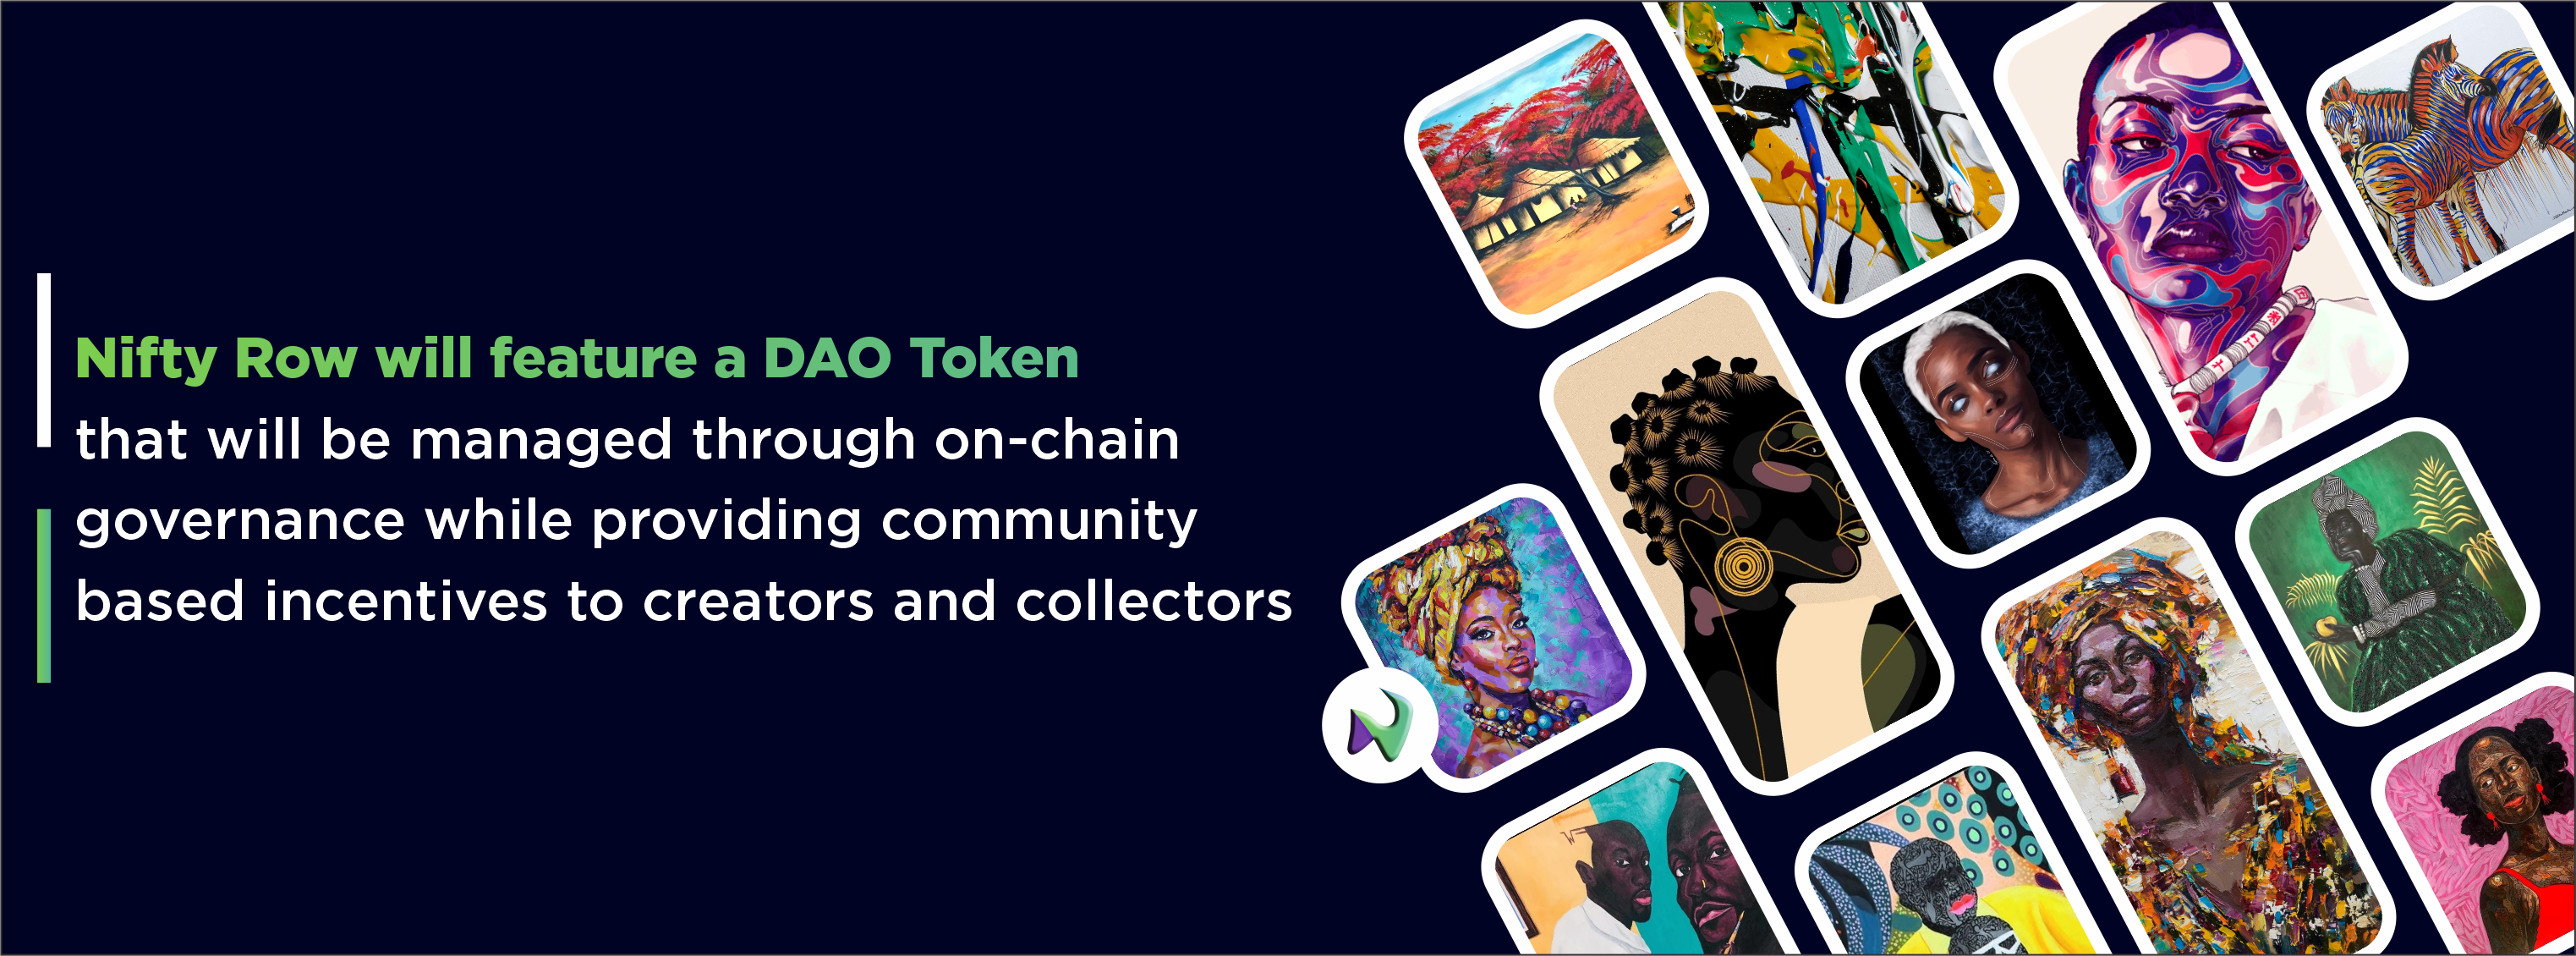 Nifty Row will feature a DAO Token
that will be managed through on-chain
governance while providing community
based incentives to creators and collectors